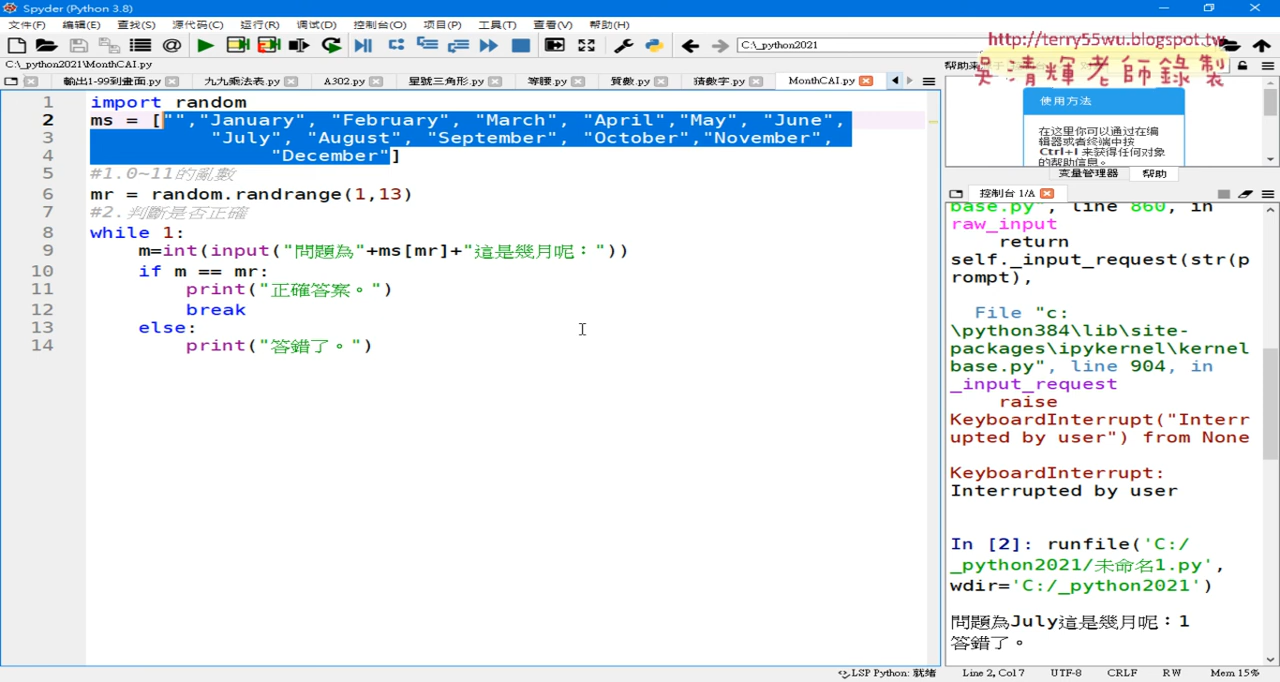 Spyder (Python 3.8)
文件(F) 编辑(E) 查找(S) 源代码(C) 运行(R) 调试(D) 控制台(O) 项目(P) 工具(T) 查看(V) 帮助(H)
C:\_python2021
http://terry55wu.blogspot.tw
吳清輝老師錄製
C:\_python2021\MonthCAI.py
輸出1-99到畫面.py 九九乘法表.py A302.py 星號三角形.py 等腰.py 質數.py 猜數字.py MonthCAI.py
1 import random
2 ms = ["","January", "February", "March", "April","May", "June",
3 "July", "August", "September", "October","November",
4 "December"]
5 #1.0~11的亂數
6 mr = random.randrange(1,13)
7 #2.判斷是否正確
8 while 1:
9 m=int(input("問題為"+ms[mr]+"這是幾月呢："))
10 if m == mr:
11 print("正確答案。")
12 break
13 else:
14 print("答錯了。")
使用方法
在这里你可以通过在编
辑器或者终端中按
Ctrl+I 来获得任何对象
的帮助信息。
变量管理器 帮助
控制台 1/A
base.py", line 860, in
raw_input
return
self._input_request(str(p
rompt),
File "c:
\python384\lib\site-
packages\ipykernel\kernel
base.py", line 904, in
_input_request
raise
KeyboardInterrupt("Interr
upted by user") from None
KeyboardInterrupt:
Interrupted by user
In [2]: runfile('C:/
_python2021/未命名1.py',
wdir='C:/_python2021')
問題為July這是幾月呢：1
答錯了。
LSP Python: 就绪 Line 2, Col 7 UTF-8 CRLF RW Mem 15%